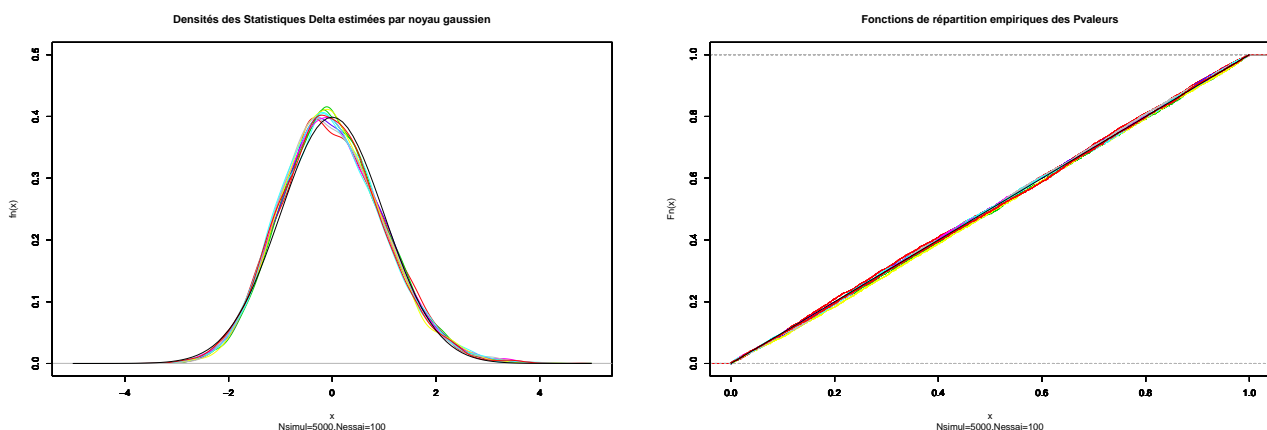 Densités des Statistiques Delta estimées par noyau gaussien
fn(x)
0.0
0.1
0.2
0.3
0.4
−4
−2
0
2
4
x
Nsimul=5000,Nessai=100
Fonctions de répartition empiriques des Pvaleurs
Fn(x)
0.0
0.2
0.4
0.6
0.8
1.0
0.0
0.2
0.4
0.6
0.8
1.0
x
Nsimul=5000,Nessai=100